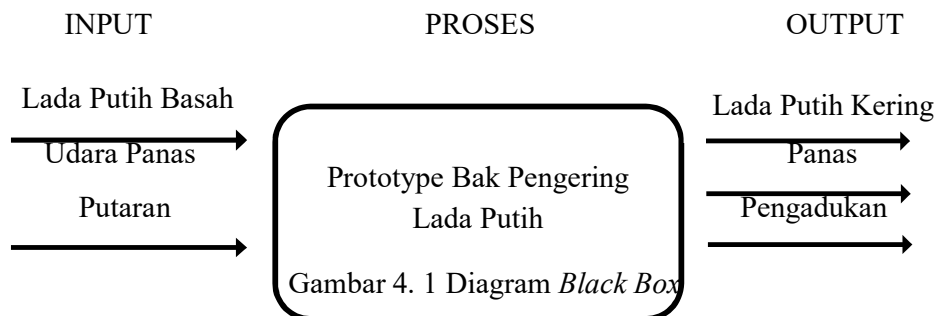 INPUT PROSES OUTPUT
Lada Putih Basah
Udara Panas
Putaran
Prototype Bak Pengering
Lada Putih
Gambar 4. 1 Diagram Black Box
Lada Putih Kering
Panas
Pengadukan